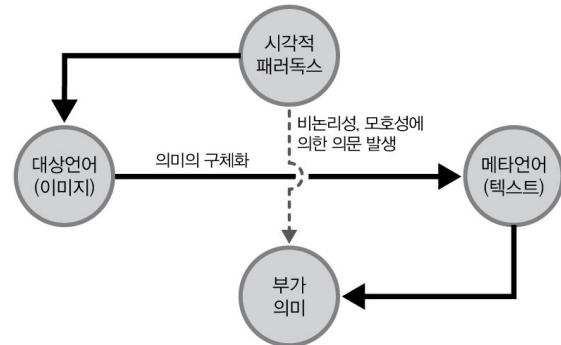 시각적
패러독스
비논리성, 모호성에
의한 의문 발생
대상언어
(이미지)
의미의 구체화
메타언어
(텍스트)
부가
의미